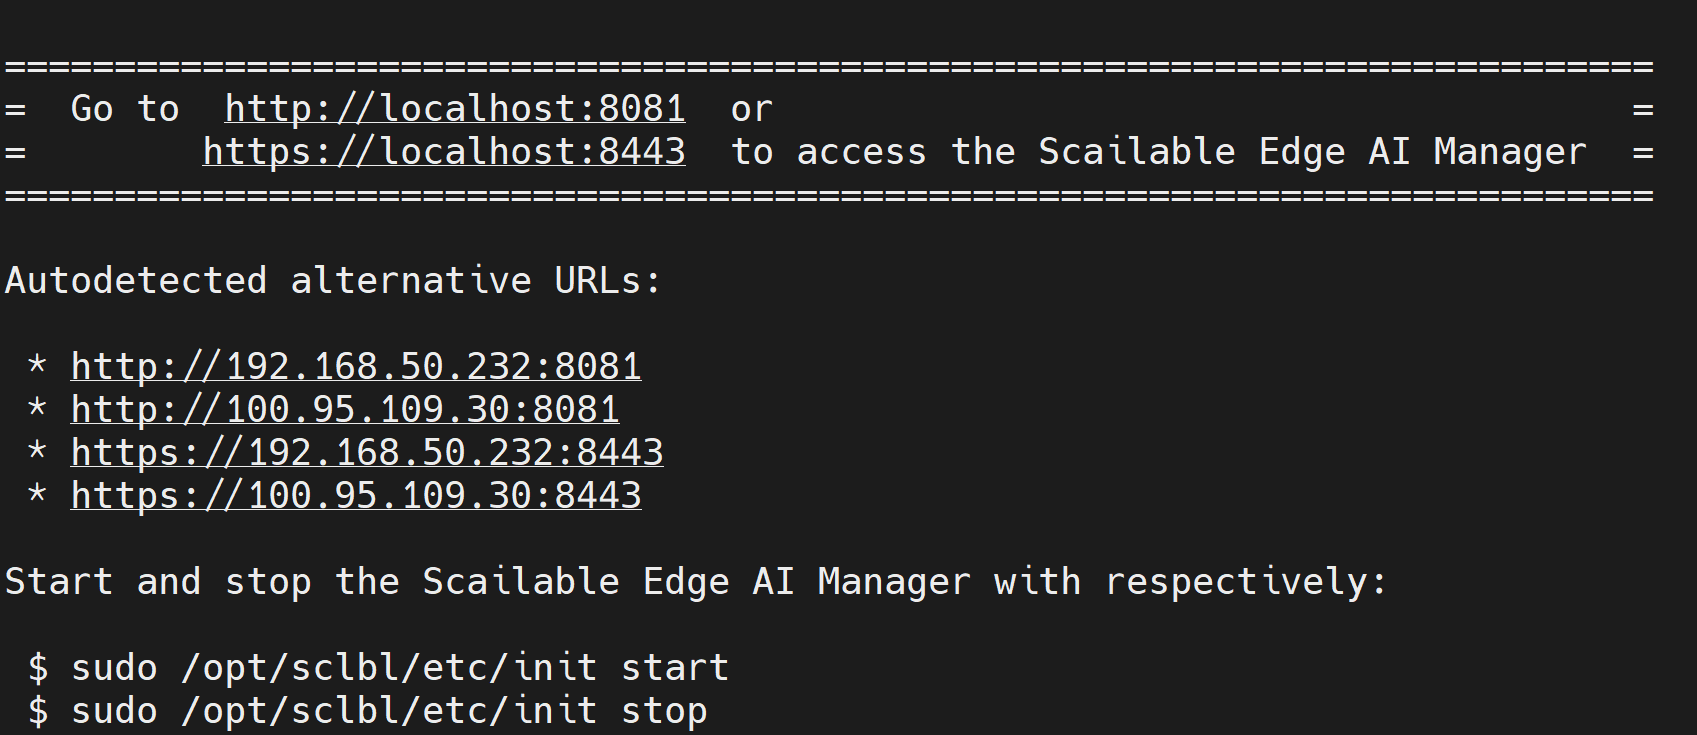 ===========================================================================
=  Go to  http://localhost:8081  or                                       =
=        https://localhost:8443  to access the Scailable Edge AI Manager  =
===========================================================================
Autodetected alternative URLs:
* http://192.168.50.232:8081
* http://100.95.109.30:8081
* https://192.168.50.232:8443
* https://100.95.109.30:8443
Start and stop the Scailable Edge AI Manager with respectively:
$ sudo /opt/sclbl/etc/init start
$ sudo /opt/sclbl/etc/init stop